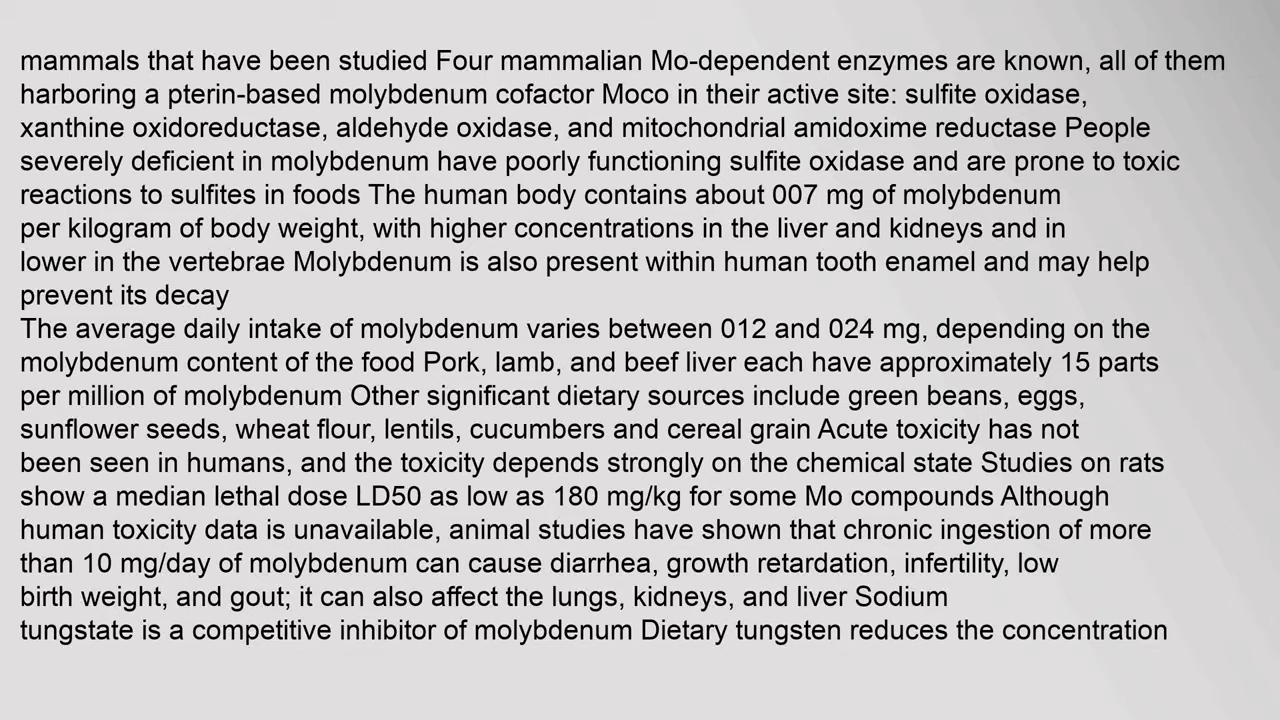 mammals that have been studied Four mammalian Mo-dependent enzymes are known, all of them
harboring a pterin-based molybdenum cofactor Moco in their active site: sulfite oxidase,
xanthine oxidoreductase, aldehyde oxidase, and mitochondrial amidoxime reductase People
severely deficient in molybdenum have poorly functioning sulfite oxidase and are prone to toxic
reactions to sulfites in foods The human body contains about 007 mg of molybdenum
per kilogram of body weight, with higher concentrations in the liver and kidneys and in
lower in the vertebrae Molybdenum is also present within human tooth enamel and may help
prevent its decay
The average daily intake of molybdenum varies between 012 and 024 mg, depending on the
molybdenum content of the food Pork, lamb, and beef liver each have approximately 15 parts
per million of molybdenum Other significant dietary sources include green beans, eggs,
sunflower seeds, wheat flour, lentils, cucumbers and cereal grain Acute toxicity has not
been seen in humans, and the toxicity depends strongly on the chemical state Studies on rats
show a median lethal dose LD50 as low as 180 mg/kg for some Mo compounds Although
human toxicity data is unavailable, animal studies have shown that chronic ingestion of more
than 10 mg/day of molybdenum can cause diarrhea, growth retardation, infertility, low
birth weight, and gout; it can also affect the lungs, kidneys, and liver Sodium
tungstate is a competitive inhibitor of molybdenum Dietary tungsten reduces the concentration